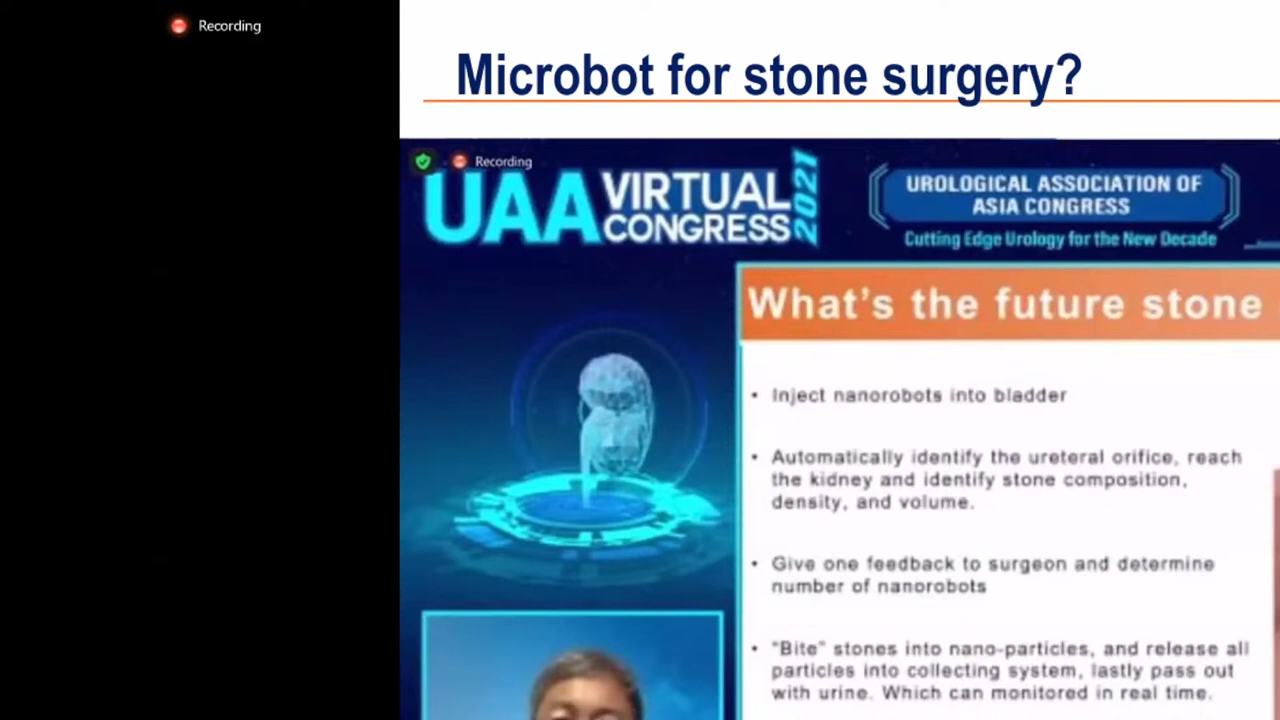 Recording
Microbot for stone surgery?
Recording
UAA VIRTUAL CONGRESS 2021
UROLOGICAL ASSOCIATION OF
ASIA CONGRESS
Cutting Edge Urology for the New Decade
What's the future stone
• Inject nanorobots into bladder
• Automatically identify the ureteral orifice, reach
the kidney and identify stone composition,
density, and volume.
• Give one feedback to surgeon and determine
number of nanorobots
• "Bite" stones into nano-particles, and release all
particles into collecting system, lastly pass out
with urine. Which can monitored in real time.